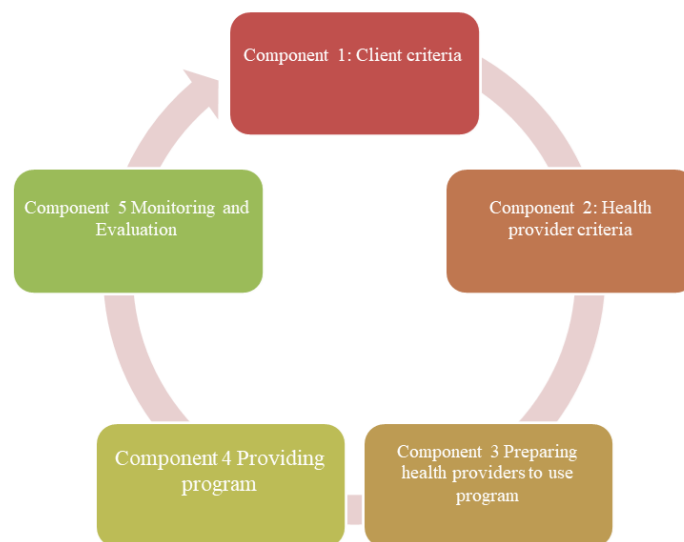 Component 1: Client criteria
Component 2: Health
provider criteria
Component 3 Preparing
health providers to use
program
Component 4 Providing
program
Component 5 Monitoring and
Evaluation